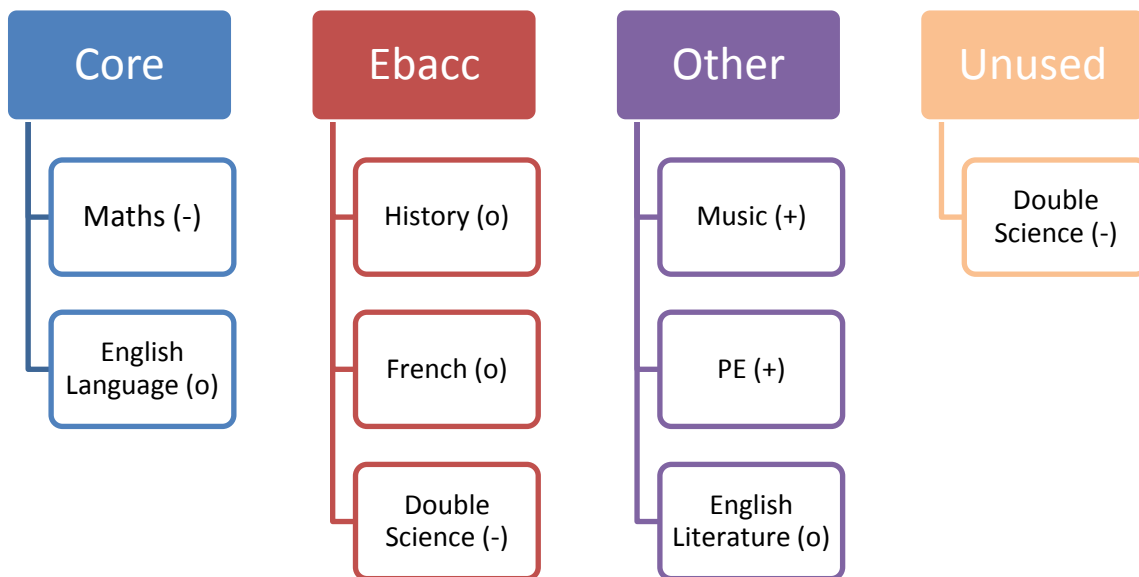 Core
Maths (-)
English
Language (o)
Ebacc
History (o)
French (o)
Double
Science (-)
Other
Music (+)
PE (+)
English
Literature (o)
Unused
Double
Science (-)